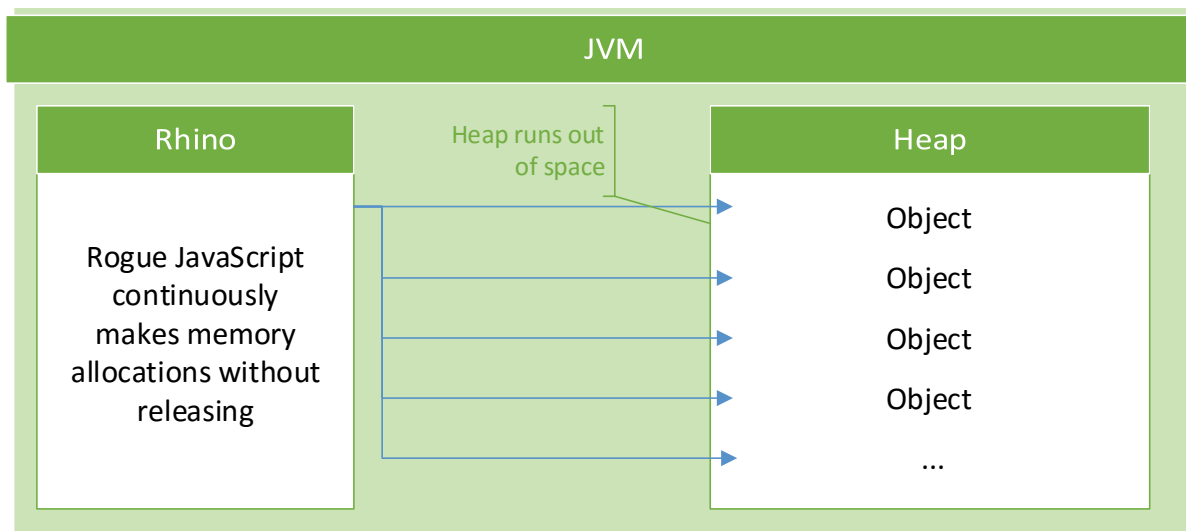 JVM
Rhino
Rogue JavaScript
continuously
makes memory
allocations without
releasing
Heap runs out
of space
Heap
Object
Object
Object
Object
...